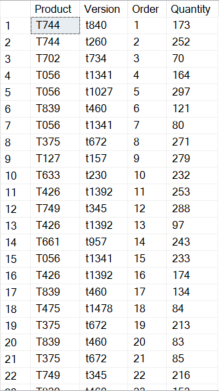 Product Version Order Quantity
1 T744 t840 1 173
2 T744 t260 2 252
3 T702 t734 3 70
4 T056 t1341 4 164
5 T056 t1027 5 297
6 T839 t460 6 121
7 T056 t1341 7 80
8 T375 t672 8 271
9 T127 t157 9 279
10 T633 t230 10 232
11 T426 t1392 11 253
12 T749 t345 12 288
13 T426 t1392 13 97
14 T661 t957 14 243
15 T056 t1341 15 233
16 T426 t1392 16 174
17 T839 t460 17 134
18 T475 t1478 18 84
19 T375 t672 19 213
20 T839 t460 20 83
21 T375 t672 21 85
22 T749 t345 22 216